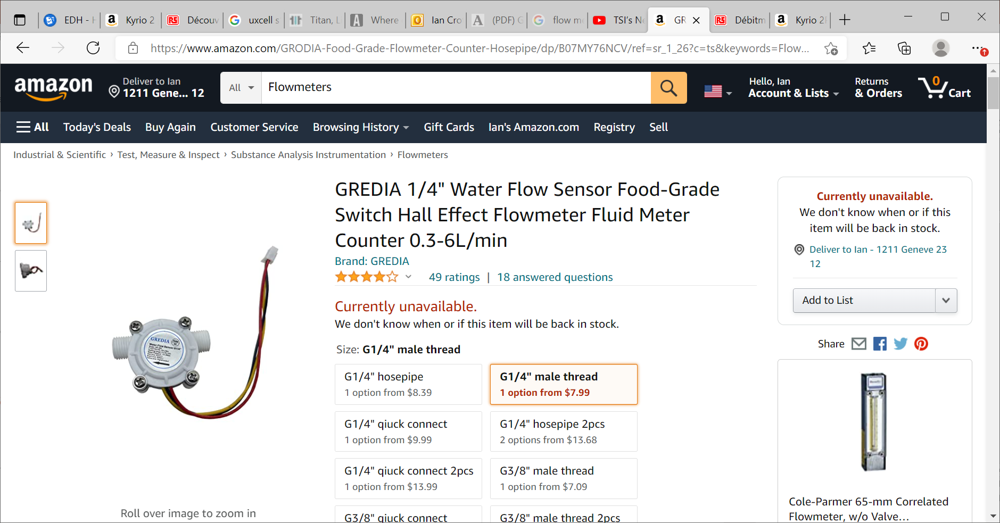 EDH - H
Kyrio 2
Découv
uxcell s
Titan, L
Where
Ian Cro
(PDF) G
flow me
TSI's Ne
GR
Débitm
Kyrio 2P
https://www.amazon.com/GRODIA-Food-Grade-Flowmeter-Counter-Hosepipe/dp/B07MY76NCV/ref=sr_1_26?c=ts&keywords=Flow...
amazon
Deliver to Ian
1211 Gene... 12
All
Flowmeters
Hello, Ian
Account & Lists
Returns
& Orders
0
Cart
All
Today's Deals
Buy Again
Customer Service
Browsing History
Gift Cards
Ian's Amazon.com
Registry
Sell
Industrial & Scientific › Test, Measure & Inspect › Substance Analysis Instrumentation › Flowmeters
GREDIA 1/4" Water Flow Sensor Food-Grade
Switch Hall Effect Flowmeter Fluid Meter
Counter 0.3-6L/min
Brand: GREDIA
49 ratings | 18 answered questions
Currently unavailable.
We don't know when or if this item will be back in stock.
Size: G1/4" male thread
G1/4" hosepipe
1 option from $8.39
G1/4" male thread
1 option from $7.99
G1/4" qiuck connect
1 option from $9.99
G1/4" hosepipe 2pcs
2 options from $13.68
G1/4" qiuck connect 2pcs
1 option from $13.99
G3/8" male thread
1 option from $7.09
G3/8" qiuck connect
G3/8" male thread 2pcs
GREDIA
Water Flow Sensor G1/4"
Roll over image to zoom in
Currently unavailable.
We don't know when or if this
item will be back in stock.
Deliver to Ian - 1211 Geneve 23
12
Add to List
Share
Cole-Parmer 65-mm Correlated
Flowmeter, w/o Valve...